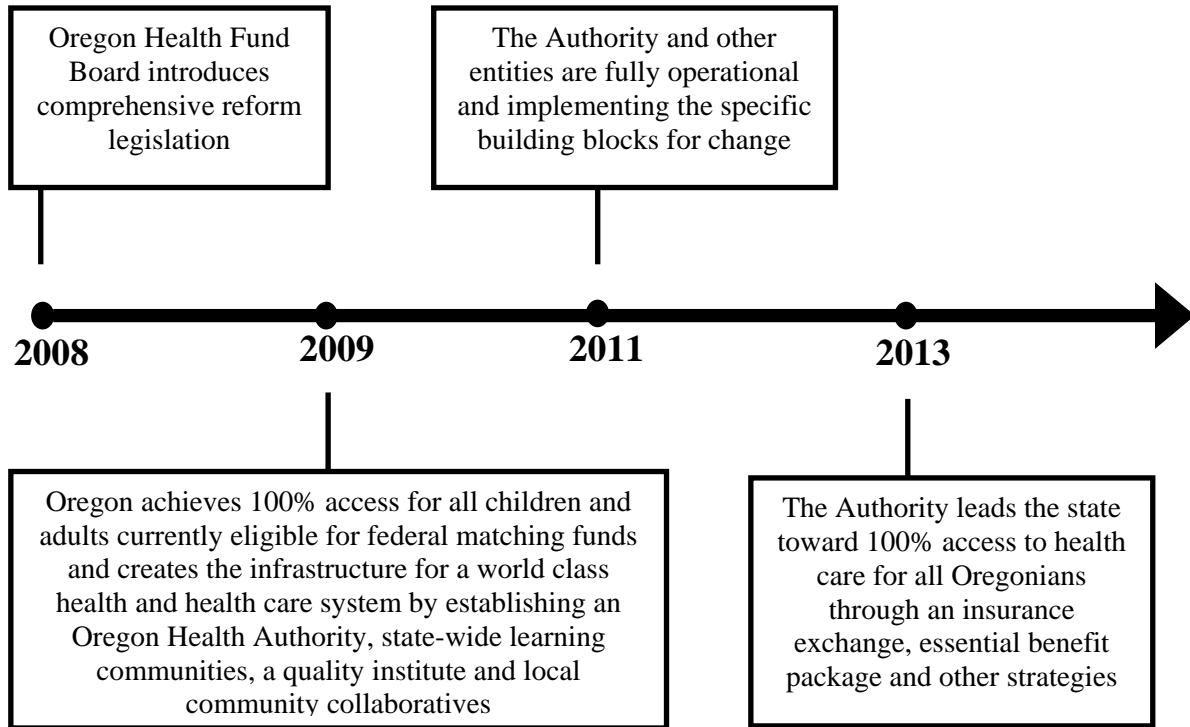 Oregon Health Fund
Board introduces
comprehensive reform
legislation
The Authority and other
entities are fully operational
and implementing the specific
building blocks for change
2008
2009
2011
2013
Oregon achieves 100% access for all children and
adults currently eligible for federal matching funds
and creates the infrastructure for a world class
health and health care system by establishing an
Oregon Health Authority, state-wide learning
communities, a quality institute and local
community collaboratives
The Authority leads the state
toward 100% access to health
care for all Oregonians
through an insurance
exchange, essential benefit
package and other strategies